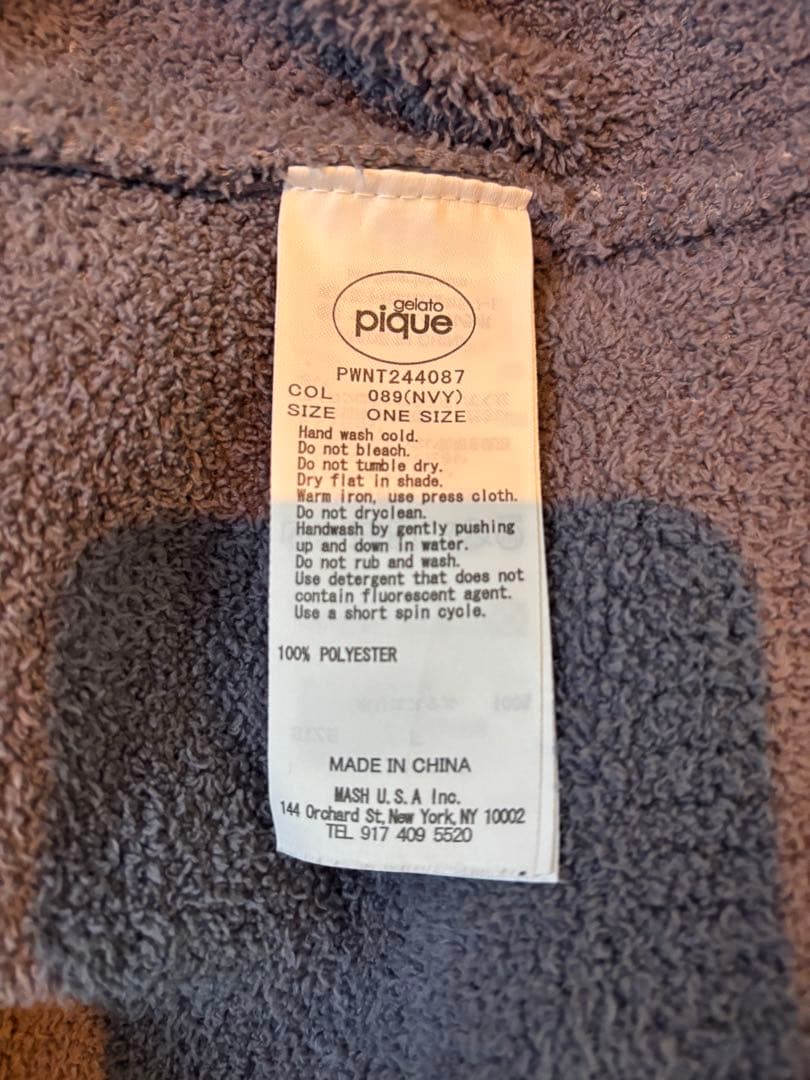 gelato
pique
PWNT244087
COL 089(NVY)
SIZE ONE SIZE
Hand wash cold.
Do not bleach.
Do not tumble dry.
Dry flat in shade.
Warm iron, use press cloth.
Do not dryclean.
Handwash by gently pushing
up and down in water.
Do not rub and wash.
Use detergent that does not
contain fluorescent agent.
Use a short spin cycle.
100% POLYESTER
MADE IN CHINA
MASH U.S.A Inc.
144 Orchard St, New York, NY 10002
TEL 917 409 5520